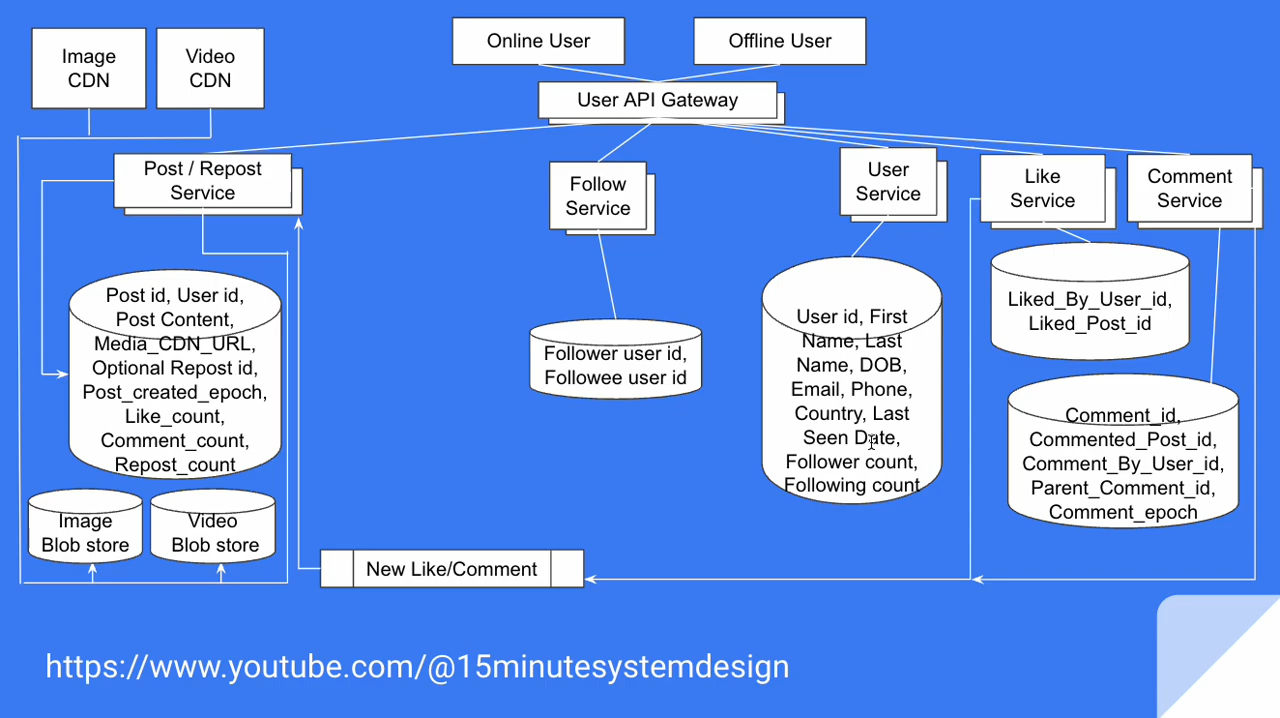 Image
CDN
Video
CDN
Online User
Offline User
User API Gateway
Post / Repost
Service
Follow
Service
User
Service
Like
Service
Comment
Service
Post id, User id,
Post Content,
Media_CDN_URL,
Optional Repost id,
Post_created_epoch,
Like_count,
Comment_count,
Repost_count
Follower user id,
Followee user id
User id, First
Name, Last
Name, DOB,
Email, Phone,
Country, Last
Seen Date,
Follower count,
Following count
Liked_By_User_id,
Liked_Post_id
Comment_id,
Commented_Post_id,
Comment_By_User_id,
Parent_Comment_id,
Comment_epoch
Image
Blob store
Video
Blob store
New Like/Comment
https://www.youtube.com/@15minutesystemdesign